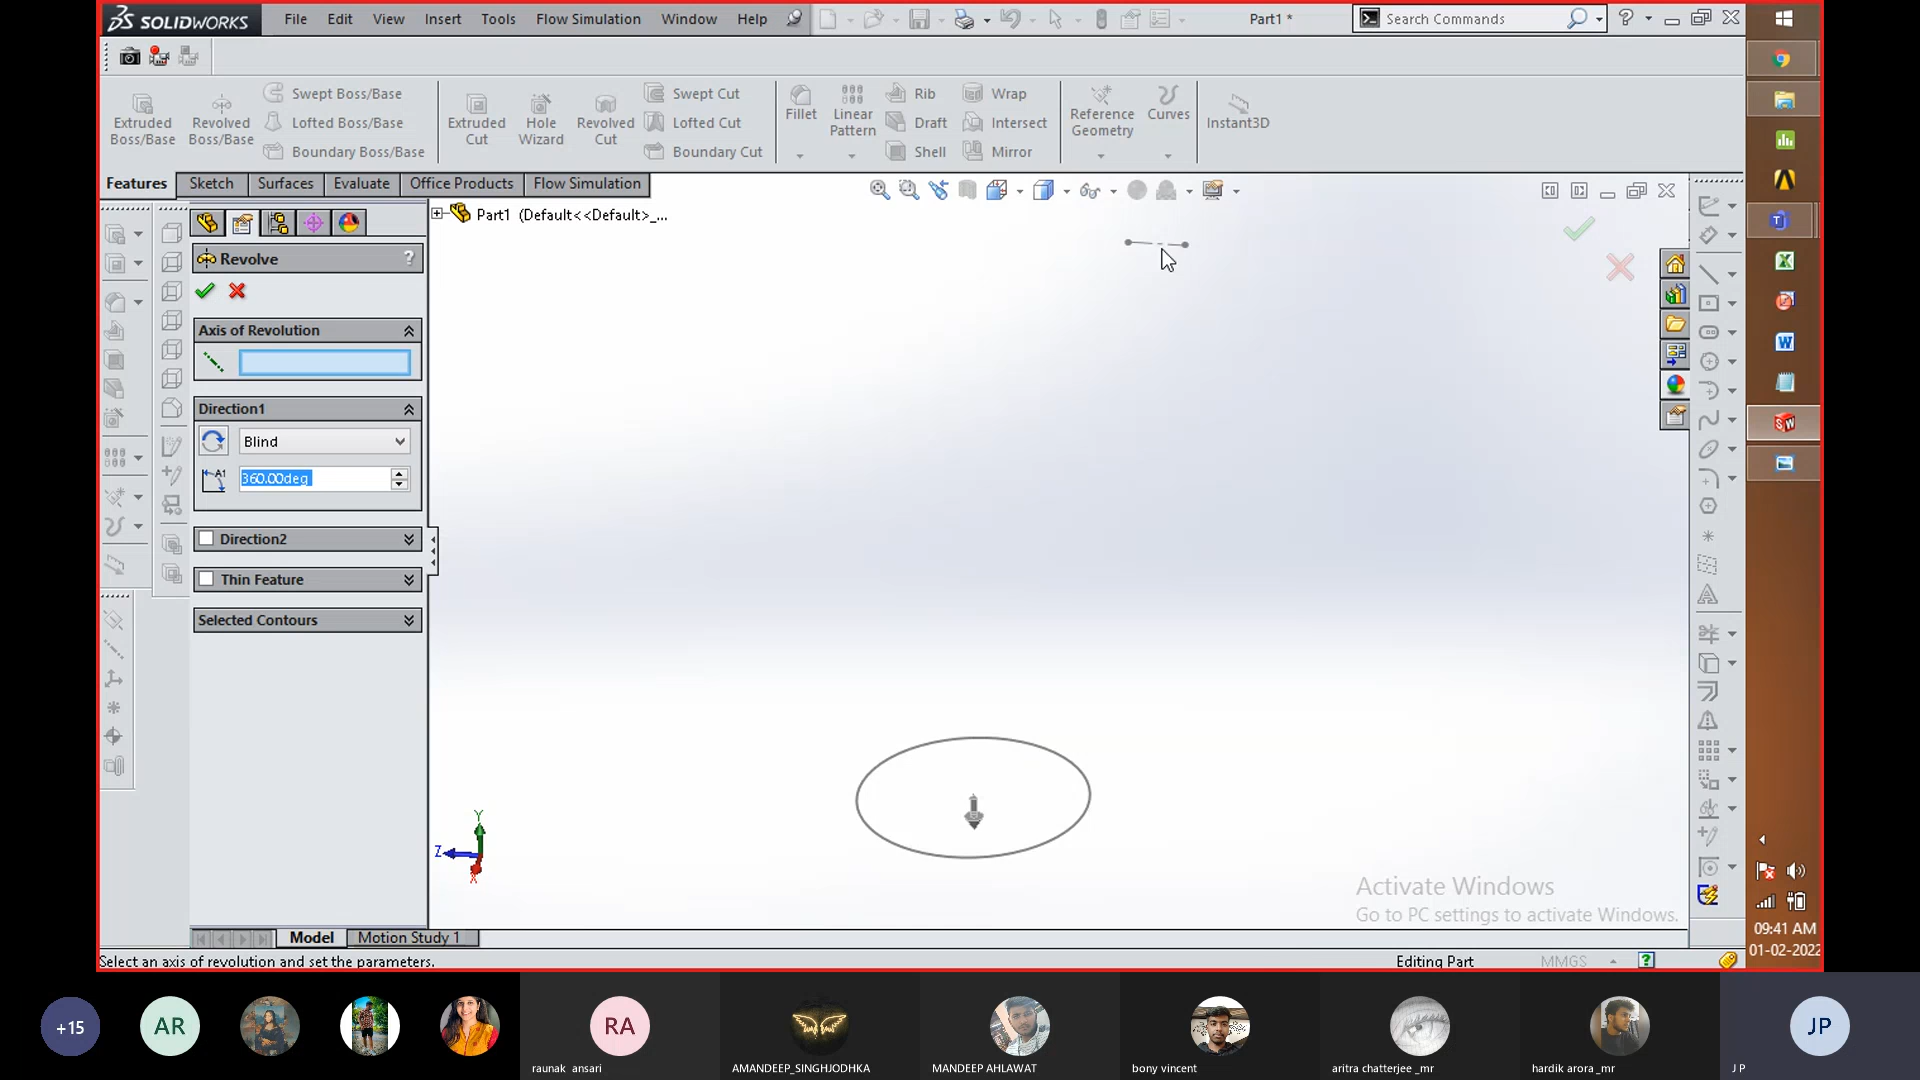 SOLIDWORKS File Edit View Insert Tools Flow Simulation Window Help Part1 * Search Commands
Extruded Boss/Base
Revolved Boss/Base
Swept Boss/Base
Lofted Boss/Base
Boundary Boss/Base
Extruded Cut
Hole Wizard
Revolved Cut
Swept Cut
Lofted Cut
Boundary Cut
Fillet
Linear Pattern
Rib
Draft
Shell
Wrap
Intersect
Mirror
Reference Geometry
Curves
Instant3D
Features Sketch Surfaces Evaluate Office Products Flow Simulation
Part1 (Default<<Default>_...
Revolve ?
Axis of Revolution
Direction1
Blind
A1
360.00deg
Direction2
Thin Feature
Selected Contours
Y
Z
X
Activate Windows
Go to PC settings to activate Windows.
Model Motion Study 1
Select an axis of revolution and set the parameters. Editing Part MMGS
09:41 AM
01-02-2022
+15 AR RA JP
raunak ansari AMANDEEP_SINGHJODHKA MANDEEP AHLAWAT bony vincent aritra chatterjee _mr hardik arora _mr J P